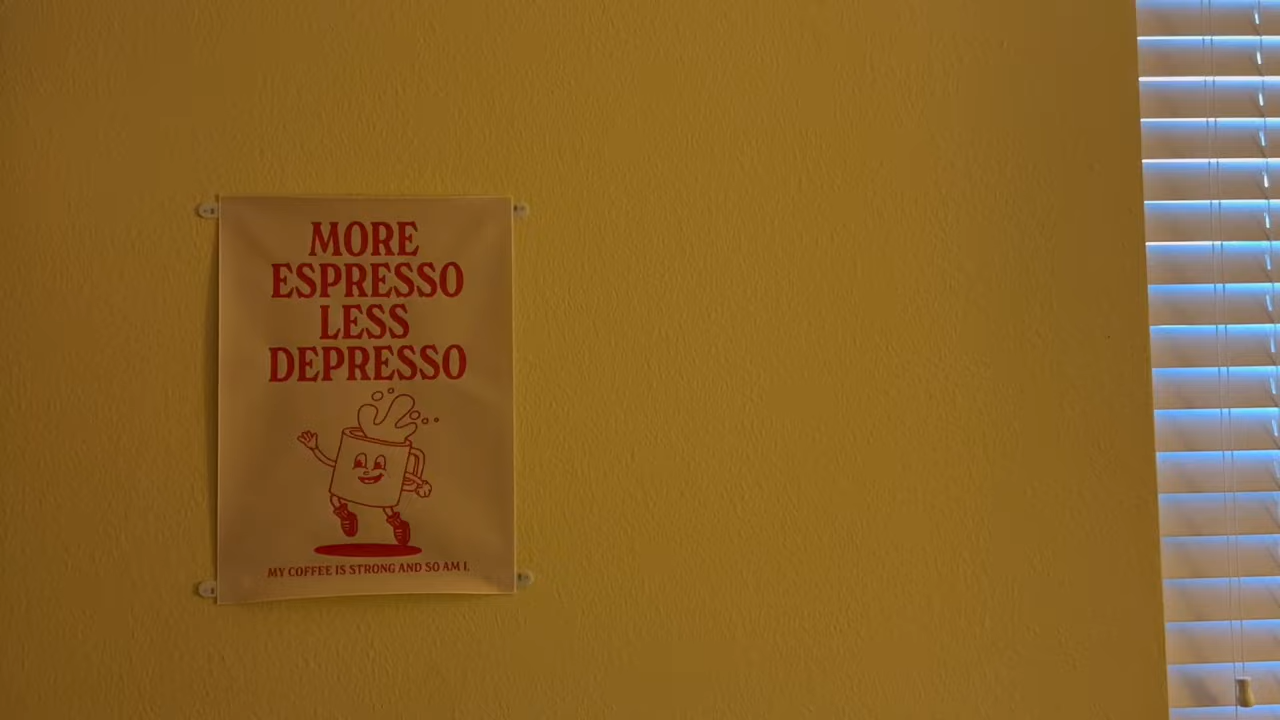 MORE
ESPRESSO
LESS
DEPRESSO
MY COFFEE IS STRONG AND SO AM I.